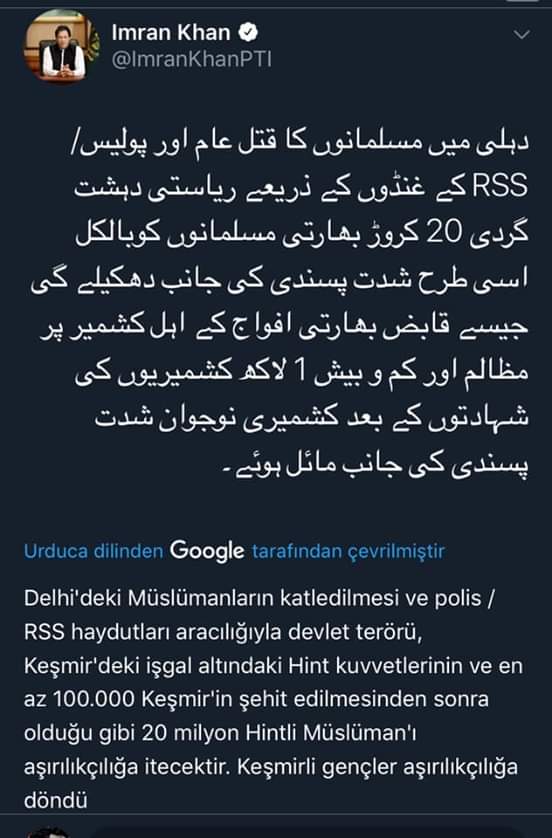 Imran Khan
@ImranKhanPTI
دہلی میں مسلمانوں کا قتل عام اور پولیس/
RSS کے غنڈوں کے ذریعے ریاستی دہشت
گردی 20 کروڑ بھارتی مسلمانوں کوبالکل
اسی طرح شدت پسندی کی جانب دھکیلے گی
جیسے قابض بھارتی افواج کے اہل کشمیر پر
مظالم اور کم و بیش 1 لاکھ کشمیریوں کی
شہادتوں کے بعد کشمیری نوجوان شدت
پسندی کی جانب مائل ہوئے۔
Urduca dilinden Google tarafından çevrilmiştir
Delhi'deki Müslümanların katledilmesi ve polis /
RSS haydutları aracılığıyla devlet terörü,
Keşmir'deki işgal altındaki Hint kuvvetlerinin ve en
az 100.000 Keşmir'in şehit edilmesinden sonra
olduğu gibi 20 milyon Hintli Müslüman'ı
aşırılıkçılığa itecektir. Keşmirli gençler aşırılıkçılığa
döndü